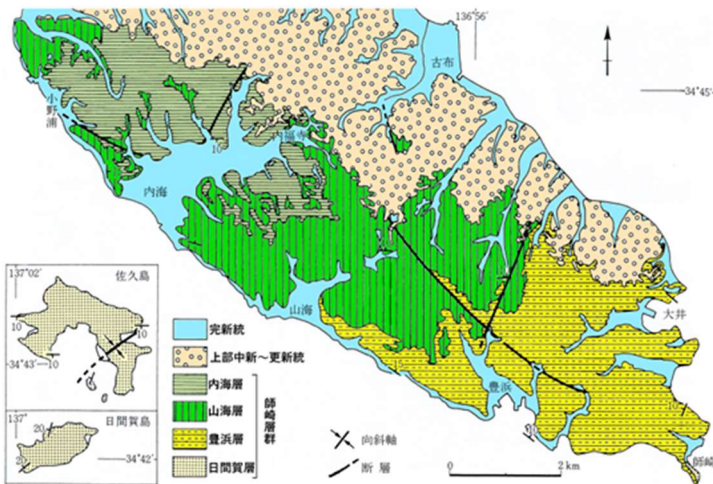 136°56′
古布
34°45′
小野浦
内福寺
10
内海
137°02′
佐久島
10
10
34°43′
10
137°
日間賀島
20
20
34°42′
山海
大井
豊浜
師崎
完新統
上部中新～更新統
内海層
山海層
豊浜層
日間賀層
師崎層群
向斜軸
断層
0
2 km